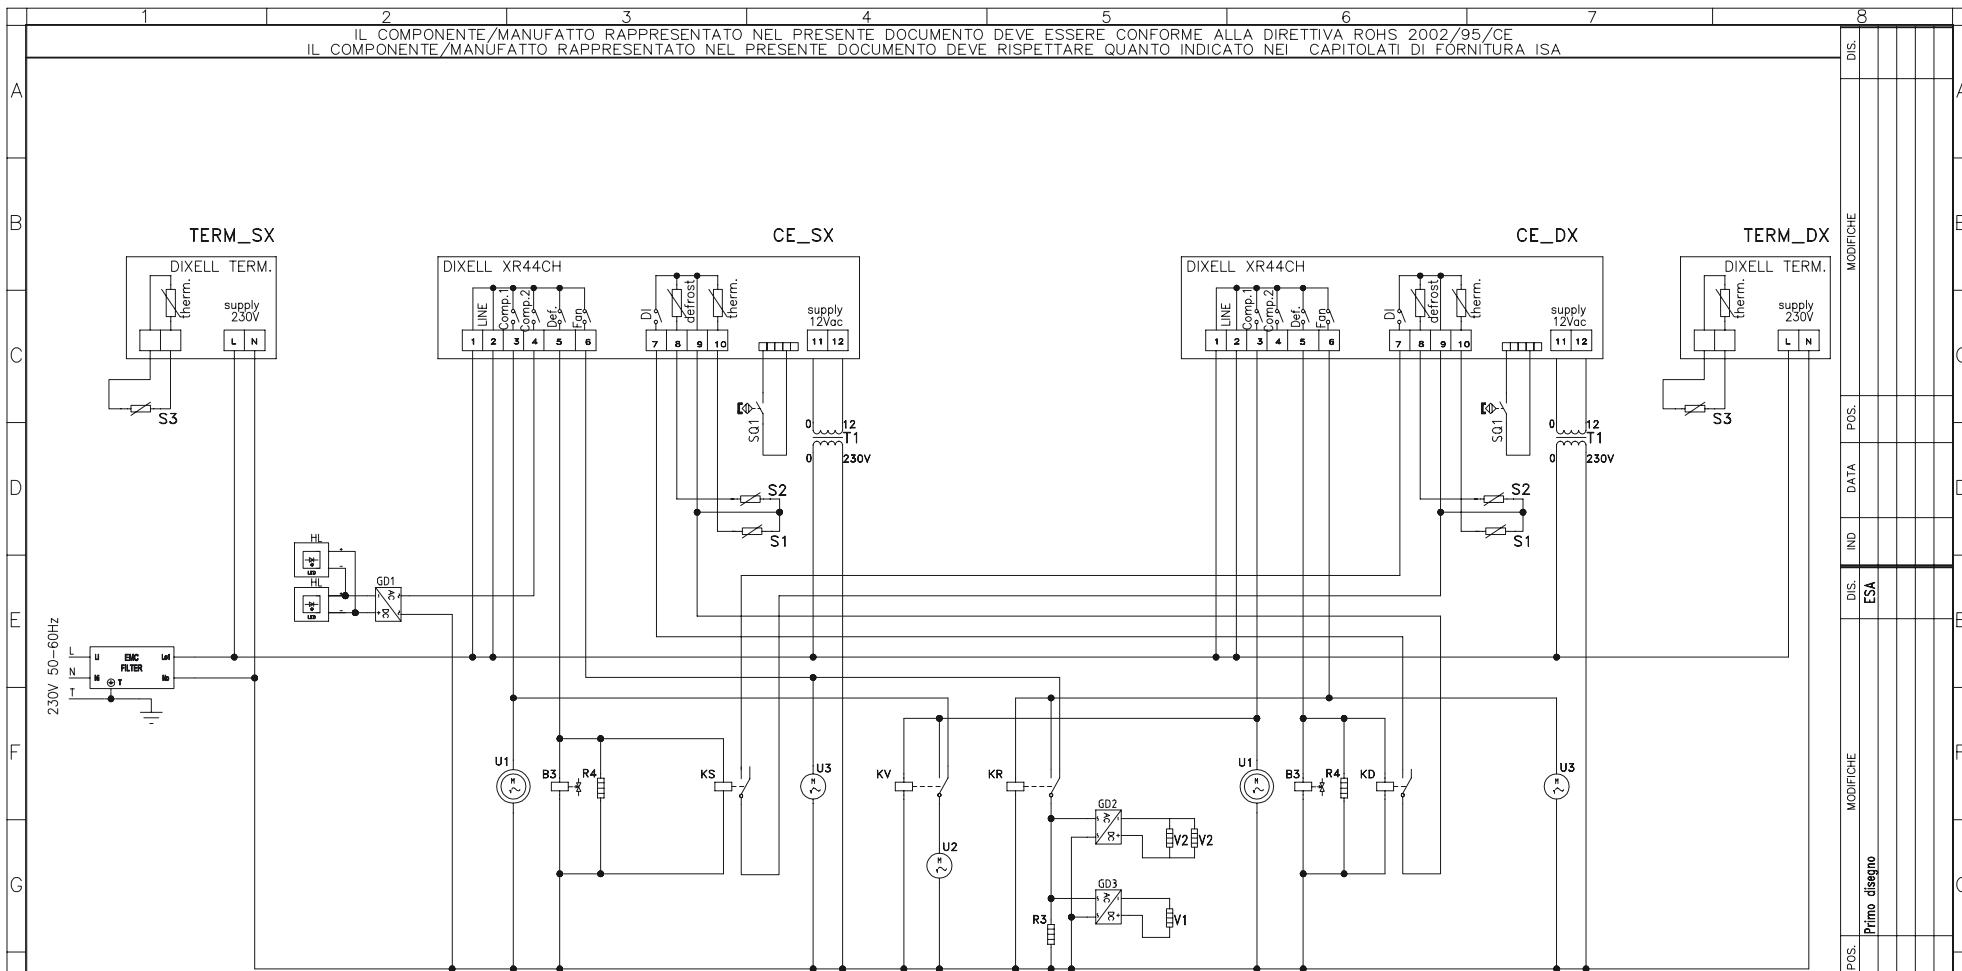 1 2 3 4 5 6 7 8
IL COMPONENTE/MANUFATTO RAPPRESENTATO NEL PRESENTE DOCUMENTO DEVE ESSERE CONFORME ALLA DIRETTIVA ROHS 2002/95/CE
IL COMPONENTE/MANUFATTO RAPPRESENTATO NEL PRESENTE DOCUMENTO DEVE RISPETTARE QUANTO INDICATO NEI CAPITOLATI DI FORNITURA ISA
A
B
C
D
E
F
G
TERM_SX
DIXELL TERM.
therm.
supply
230V
L N
S3
CE_SX
DIXELL XR44CH
LINE
Comp.1
Comp.2
Def.
Fan
DI
defrost
therm.
supply
12Vac
1 2 3 4 5 6
7 8 9 10
11 12
SQ1
0 12
T1
0 230V
S2
S1
CE_DX
DIXELL XR44CH
LINE
Comp.1
Comp.2
Def.
Fan
DI
defrost
therm.
supply
12Vac
1 2 3 4 5 6
7 8 9 10
11 12
SQ1
0 12
T1
0 230V
S2
S1
TERM_DX
DIXELL TERM.
therm.
supply
230V
L N
S3
HL
LED
HL
LED
GD1
AC
DC
230V 50-60Hz
L
N
T
EMC
FILTER
T
U1
B3
R4
KS
U3
KV
U2
KR
GD2
AC
DC
V2
V2
GD3
AC
DC
V1
R3
U1
B3
R4
KD
U3
DIS.
MODIFICHE
POS.
DATA
IND
DIS.
ESA
MODIFICHE
Primo disegno
POS.